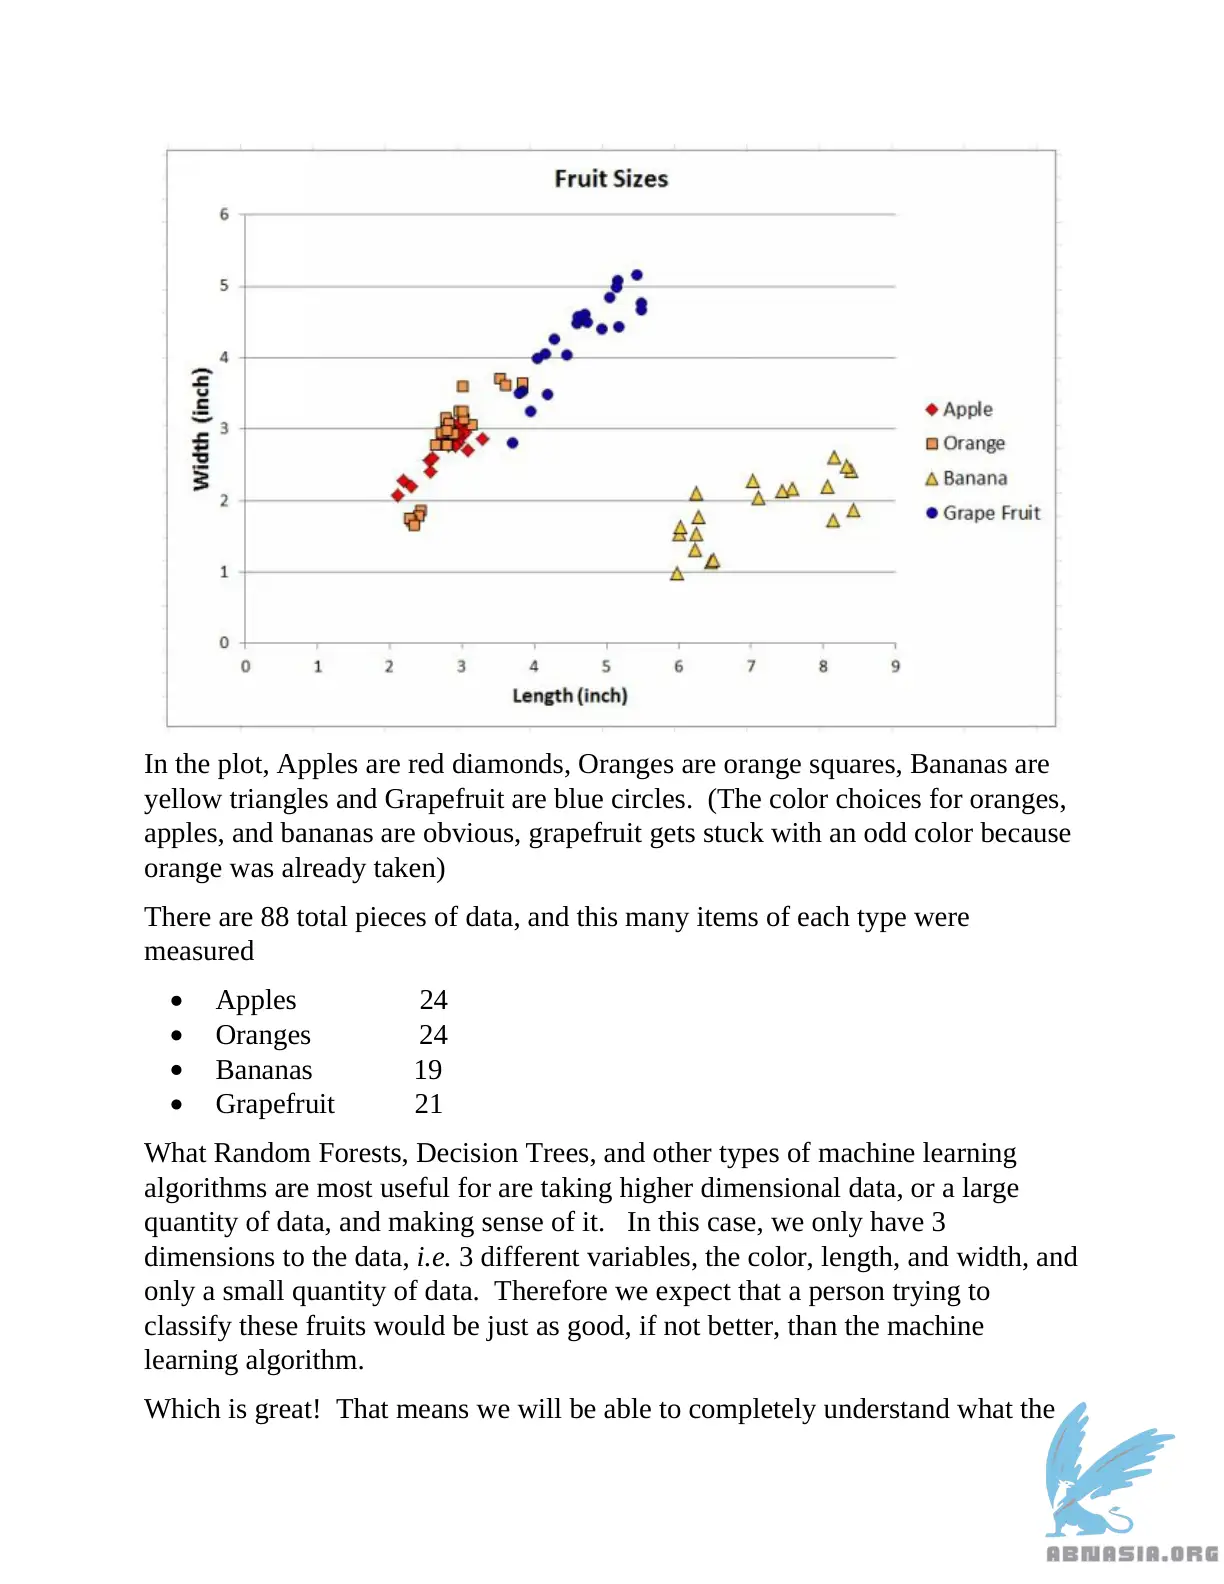 Fruit Sizes
6
5
4
3
2
1
0
Width (inch)
0 1 2 3 4 5 6 7 8 9
Length (inch)
Apple
Orange
Banana
Grape Fruit
In the plot, Apples are red diamonds, Oranges are orange squares, Bananas are
yellow triangles and Grapefruit are blue circles.  (The color choices for oranges,
apples, and bananas are obvious, grapefruit gets stuck with an odd color because
orange was already taken)
There are 88 total pieces of data, and this many items of each type were
measured
• Apples 24
• Oranges 24
• Bananas 19
• Grapefruit 21
What Random Forests, Decision Trees, and other types of machine learning
algorithms are most useful for are taking higher dimensional data, or a large
quantity of data, and making sense of it.   In this case, we only have 3
dimensions to the data, i.e. 3 different variables, the color, length, and width, and
only a small quantity of data.  Therefore we expect that a person trying to
classify these fruits would be just as good, if not better, than the machine
learning algorithm.
Which is great!  That means we will be able to completely understand what the
ABNASIA.ORG